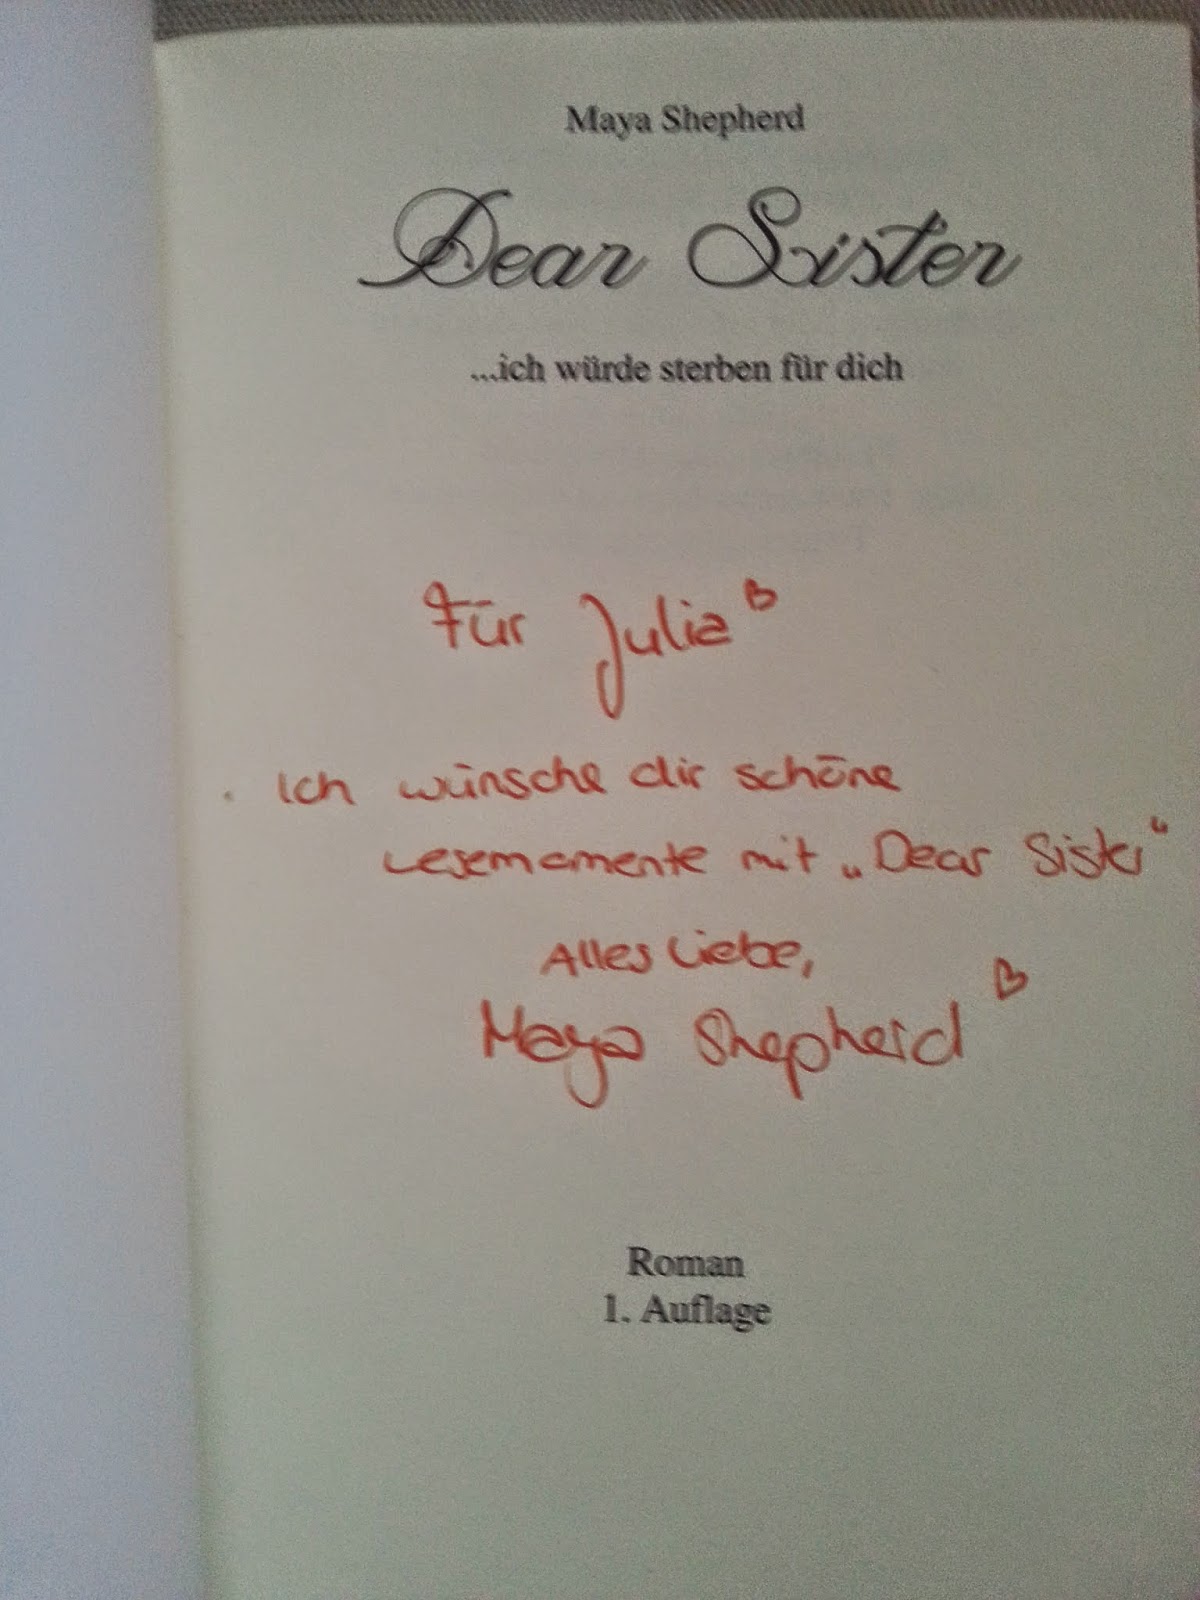 Maya Shepherd
Dear Sister
...ich würde sterben für dich
Für Julia
Ich wünsche dir schöne
Lesemomente mit „Dear Sister“
Alles Liebe,
Maya Shepherd
Roman
1. Auflage